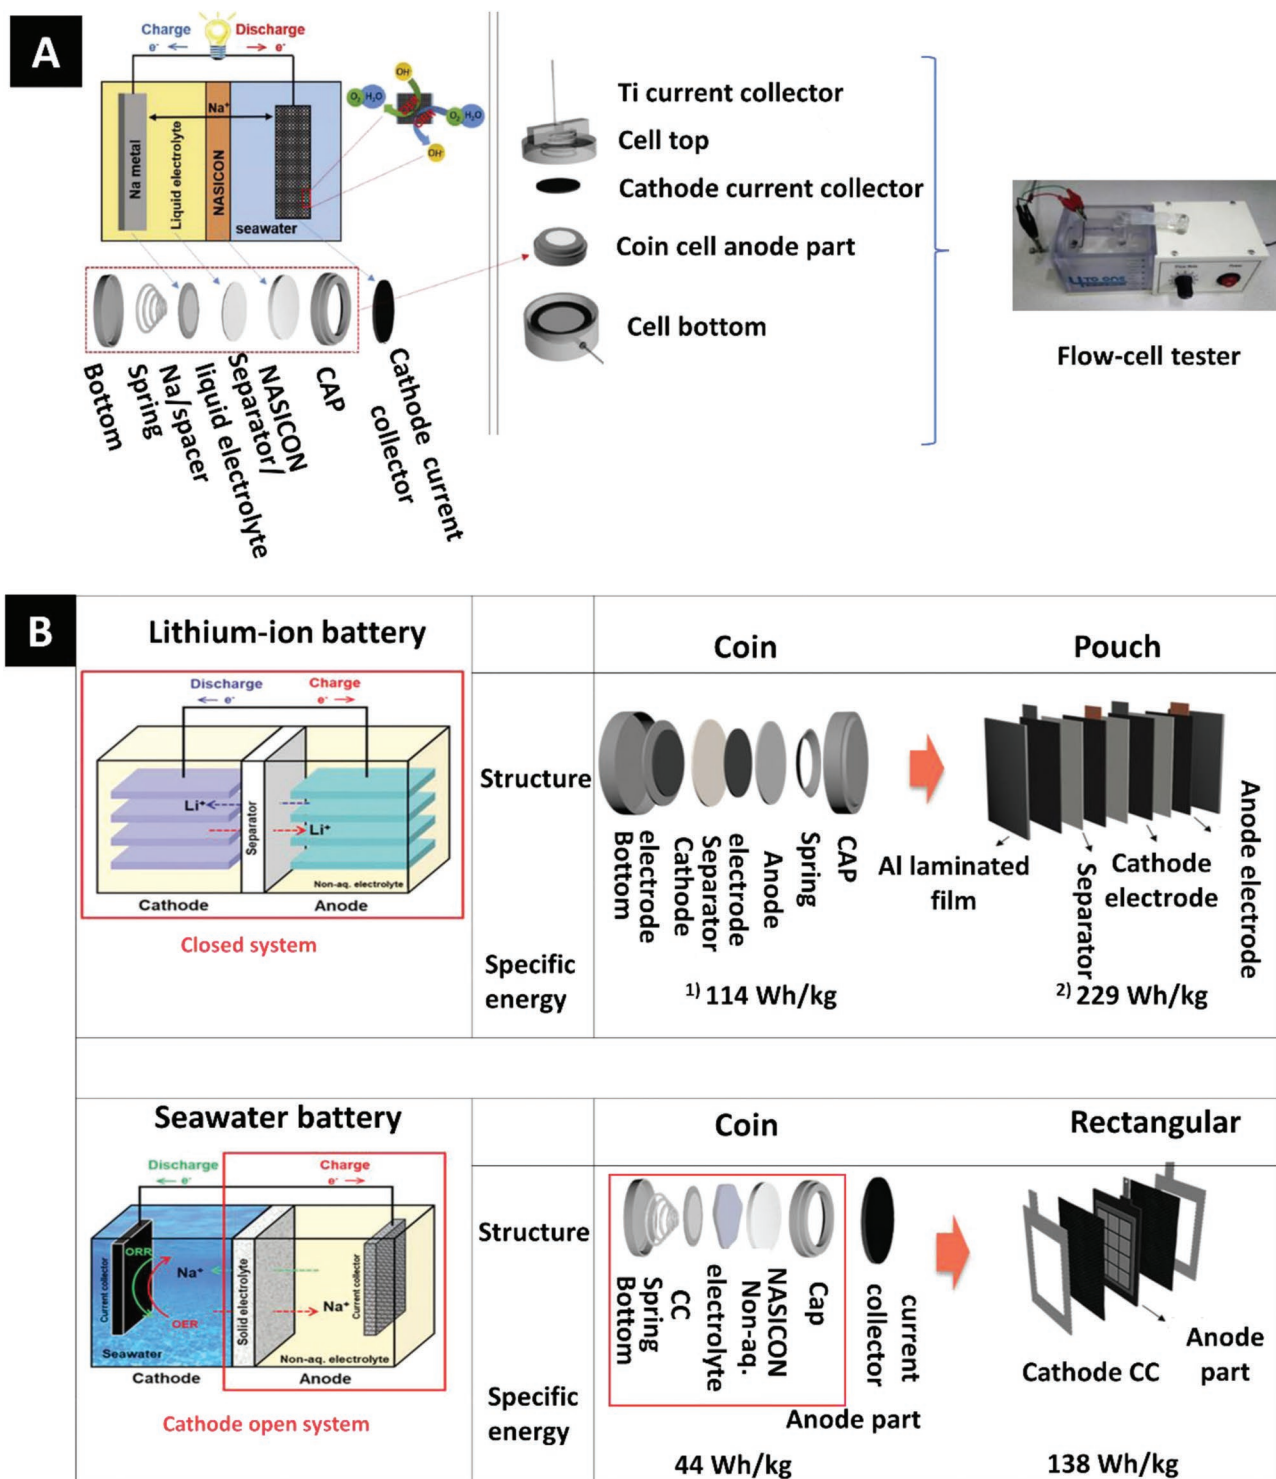 A
Charge
Discharge
e⁻
e⁻
Na⁺
Na metal
Liquid electrolyte
NASICON
seawater
OH⁻
O₂
H₂O
O₂
H₂O
OH⁻
Bottom
Spring
Na/spacer
liquid electrolyte
Separator/
NASICON
CAP
Cathode current
collector
Ti current collector
Cell top
Cathode current collector
Coin cell anode part
Cell bottom
Flow-cell tester
B
Lithium-ion battery
Coin
Pouch
Discharge
e⁻
Charge
e⁻
Li⁺
Li⁺
Separator
Non-aq. electrolyte
Cathode
Anode
Closed system
Structure
Bottom
electrode
Cathode
Separator
electrode
Anode
Spring
CAP
Al laminated
film
Separator
Cathode
electrode
Anode electrode
Specific
energy
1) 114 Wh/kg
2) 229 Wh/kg
Seawater battery
Coin
Rectangular
Discharge
e⁻
Charge
e⁻
Current collector
ORR
OER
Na⁺
Na⁺
Solid electrolyte
Current collector
Seawater
Non-aq. electrolyte
Cathode
Anode
Cathode open system
Structure
Bottom
Spring
CC
electrolyte
Non-aq.
NASICON
Cap
collector
current
Anode part
Cathode CC
Anode
part
Specific
energy
44 Wh/kg
138 Wh/kg